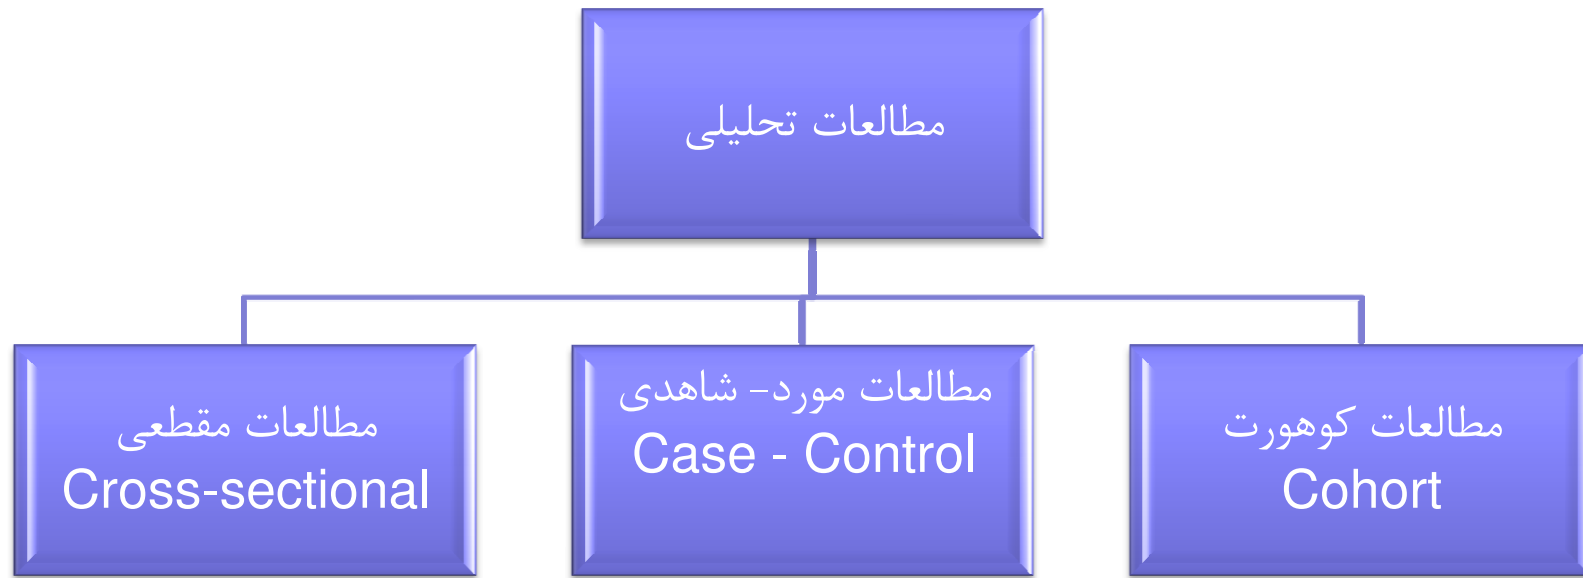 مطالعات تحلیلی
مطالعات کوهورت
Cohort
مطالعات مورد- شاهدی
Case - Control
مطالعات مقطعی
Cross-sectional